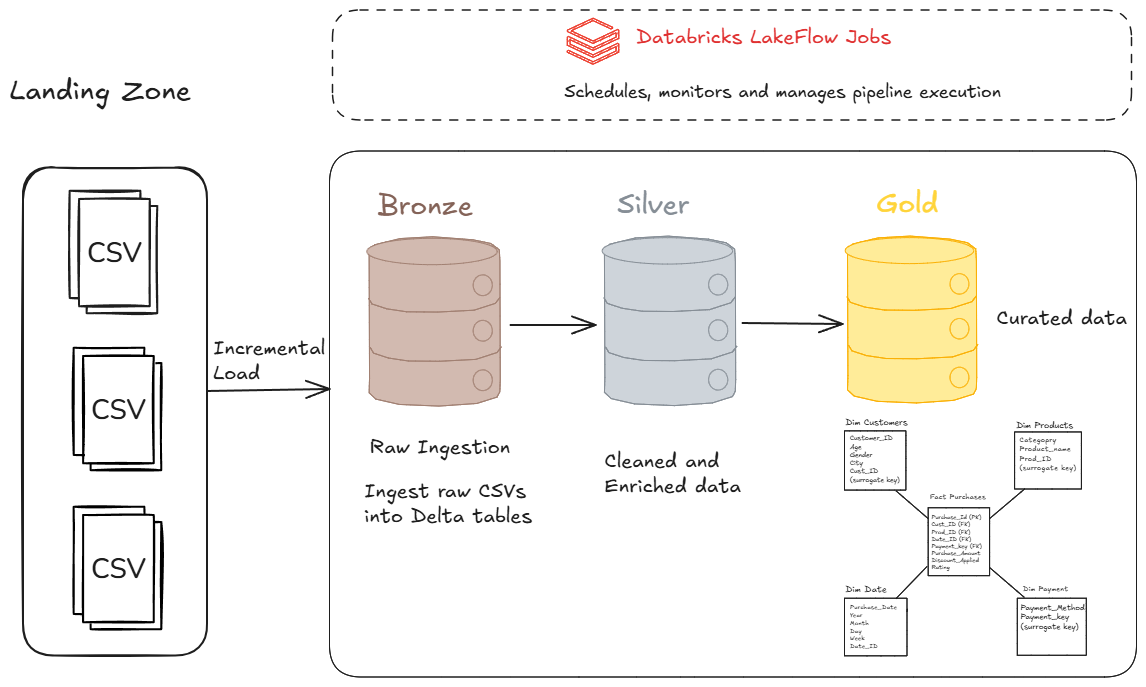 Databricks LakeFlow Jobs
Schedules, monitors and manages pipeline execution
Landing Zone
CSV
CSV
CSV
Incremental
Load
Bronze
Raw Ingestion
Ingest raw CSVs
into Delta tables
Silver
Cleaned and
Enriched data
Gold
Curated data
Dim Customers
Customer_ID
Age
Gender
City
Cust_ID
(surrogate key)
Dim Products
Categopry
Product_name
Prod_ID
(surrogate key)
Fact Purchases
Purchase_Id (PK)
Cust_ID (FK)
Prod_ID (FK)
Date_ID (FK)
Payment_key (FK)
Purchase_Amount
Discount_Applied
Rating
Dim Date
Purchase_Date
Year
Month
Day
Week
Date_ID
Dim Payment
Payment_Method
Payment_key
(surrogate key)